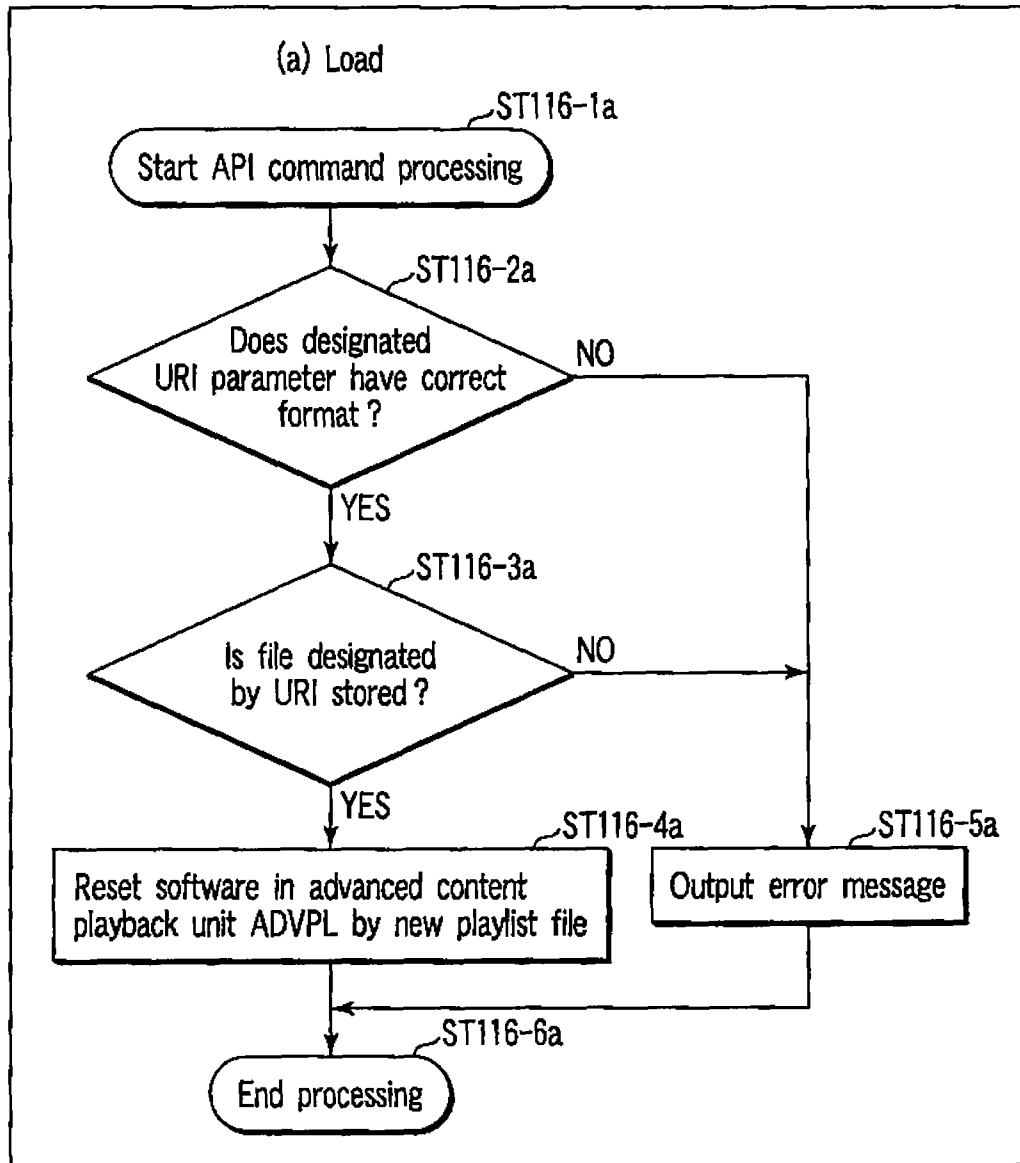 (a) Load
ST116-1a
Start API command processing
ST116-2a
Does designated
URI parameter have correct
format ?
NO
YES
ST116-3a
Is file designated
by URI stored ?
NO
YES
ST116-4a
Reset software in advanced content
playback unit ADVPL by new playlist file
ST116-5a
Output error message
ST116-6a
End processing